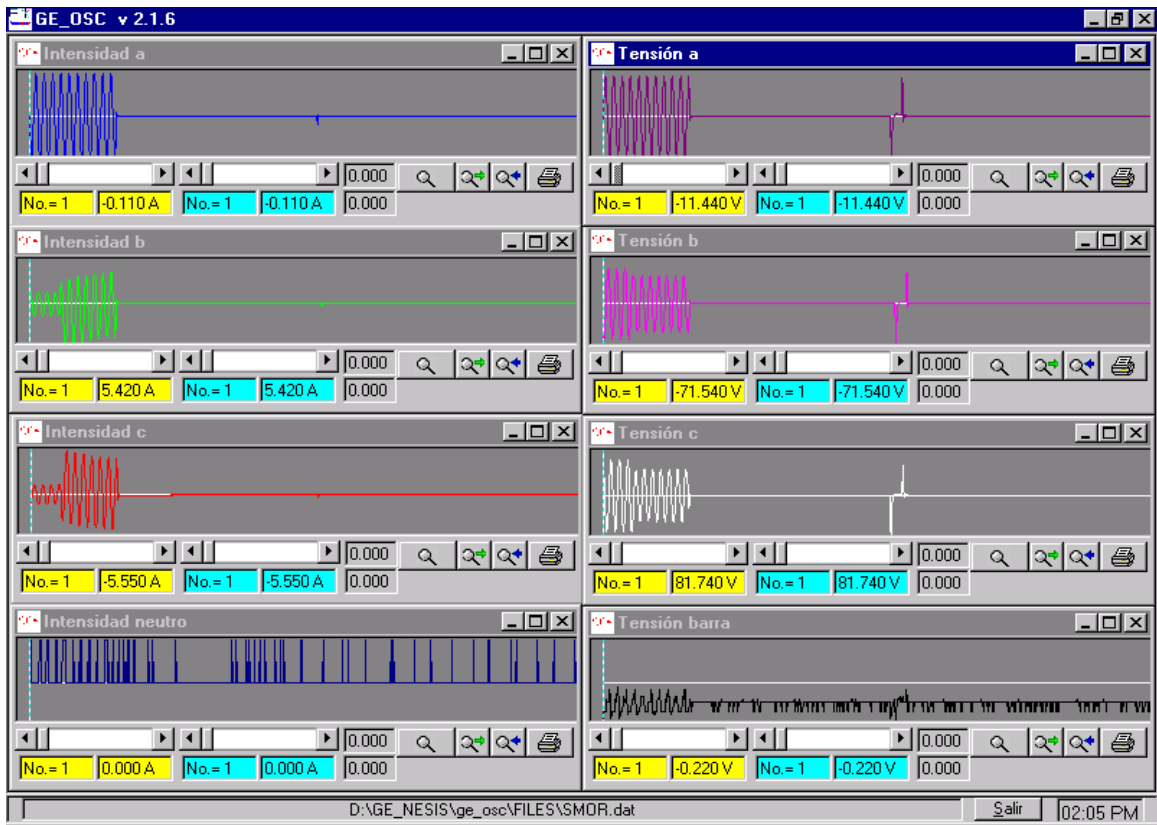 GE_OSC v 2.1.6
Intensidad a
0.000
No.= 1 -0.110 A No.= 1 -0.110 A 0.000
Tensión a
0.000
No.= 1 -11.440 V No.= 1 -11.440 V 0.000
Intensidad b
0.000
No.= 1 5.420 A No.= 1 5.420 A 0.000
Tensión b
0.000
No.= 1 -71.540 V No.= 1 -71.540 V 0.000
Intensidad c
0.000
No.= 1 -5.550 A No.= 1 -5.550 A 0.000
Tensión c
0.000
No.= 1 81.740 V No.= 1 81.740 V 0.000
Intensidad neutro
0.000
No.= 1 0.000 A No.= 1 0.000 A 0.000
Tensión barra
0.000
No.= 1 -0.220 V No.= 1 -0.220 V 0.000
D:\GE_NESIS\ge_osc\FILES\SMOR.dat Salir 02:05 PM